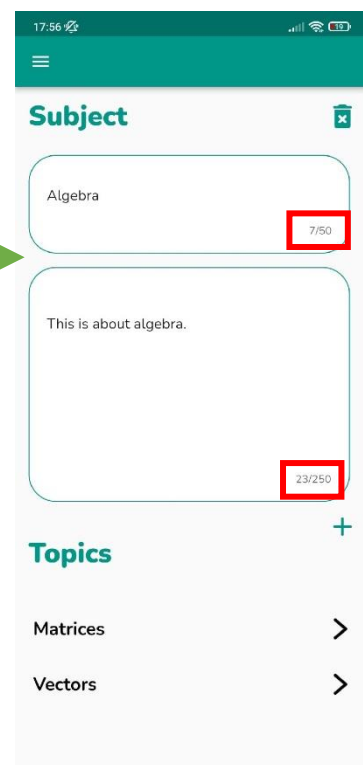 17:56 19
Subject
Algebra
7/50
This is about algebra.
23/250
Topics
Matrices
Vectors